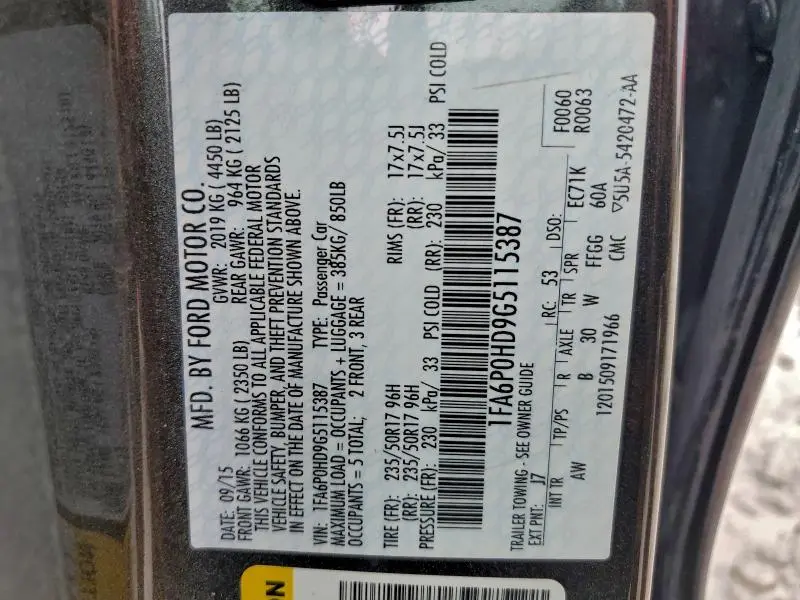 MFD. BY FORD MOTOR CO.
DATE: 09/15 GVWR: 2019 KG ( 4450 LB)
FRONT GAWR: 1066 KG ( 2350 LB) REAR GAWR: 964 KG ( 2125 LB)
THIS VEHICLE CONFORMS TO ALL APPLICABLE FEDERAL MOTOR
VEHICLE SAFETY, BUMPER, AND THEFT PREVENTION STANDARDS
IN EFFECT ON THE DATE OF MANUFACTURE SHOWN ABOVE.
VIN: 1FA6P0HD9G5115387 TYPE: Passenger Car
MAXIMUM LOAD = OCCUPANTS + LUGGAGE = 385KG/ 850LB
OCCUPANTS = 5 TOTAL: 2 FRONT, 3 REAR
TIRE (FR): 235/50R17 96H RIMS (FR): 17x7.5J
(RR): 235/50R17 96H (RR): 17x7.5J
PRESSURE (FR): 230 kPa/ 33 PSI COLD (RR): 230 kPa/ 33 PSI COLD
1FA6P0HD9G5115387
TRAILER TOWING - SEE OWNER GUIDE
F0060
R0063
EXT PNT: J7 RC: 53 DSO:
INT TR TP/PS R AXLE TR SPR EC71K
AW B 30 W FFGG 60A
1201509171966 CMC ▽5U5A-5420472-AA
ON